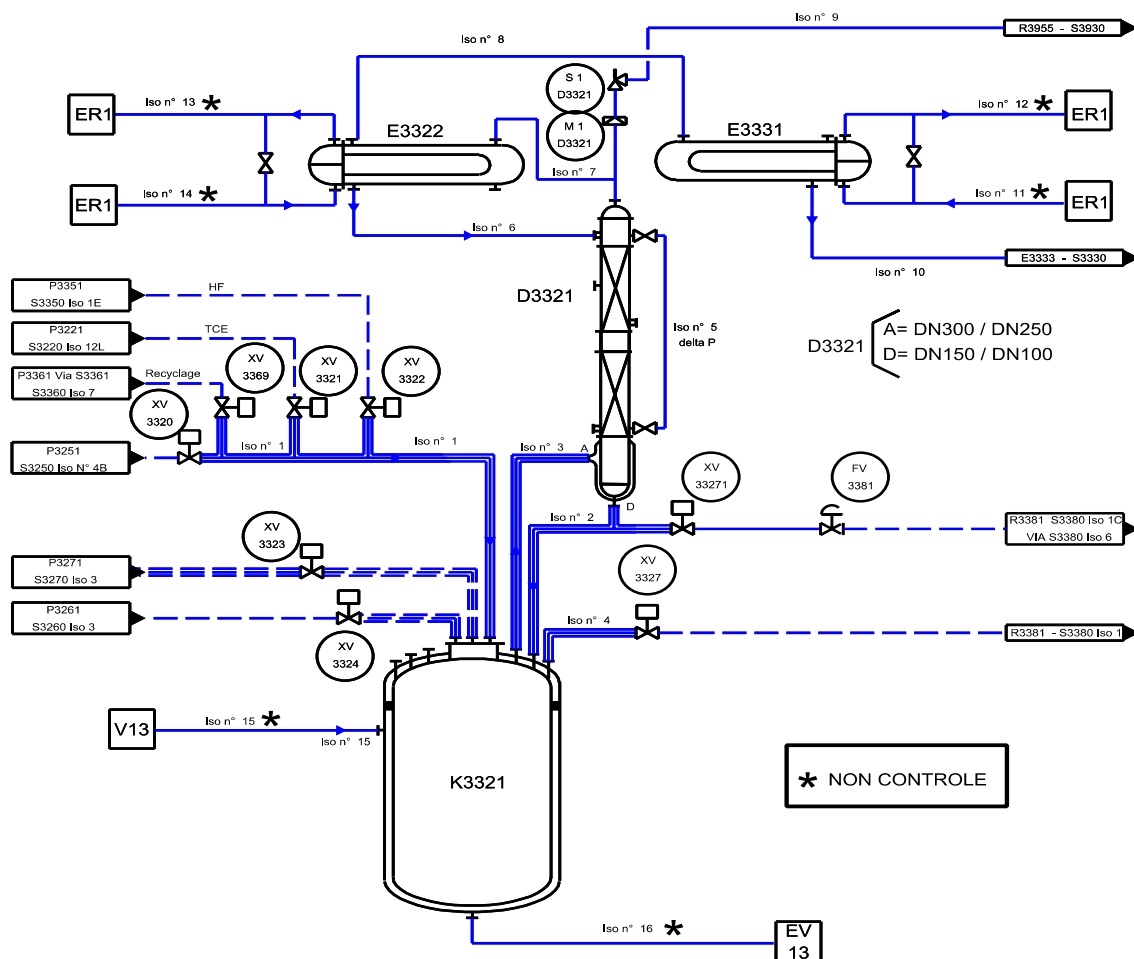 Iso n° 9
R3955 - S3930
Iso n° 8
S 1
D3321
M 1
D3321
Iso n° 13 *
ER1
E3322
E3331
Iso n° 12 *
ER1
Iso n° 14 *
ER1
Iso n° 7
Iso n° 11 *
ER1
Iso n° 6
E3333 - S3330
Iso n° 10
P3351
S3350 Iso 1E
HF
D3321
Iso n° 5
delta P
D3321
A= DN300 / DN250
D= DN150 / DN100
P3221
S3220 Iso 12L
TCE
P3361 Via S3361
S3360 Iso 7
Recyclage
XV
3369
XV
3321
XV
3322
XV
3320
P3251
S3250 Iso N° 4B
Iso n° 1
Iso n° 1
Iso n° 3
A
D
XV
33271
FV
3381
Iso n° 2
R3381 S3380 Iso 1C
VIA S3380 Iso 6
XV
3323
P3271
S3270 Iso 3
XV
3327
P3261
S3260 Iso 3
XV
3324
Iso n° 4
R3381 - S3380 Iso 1
V13
Iso n° 15 *
Iso n° 15
K3321
* NON CONTROLE
Iso n° 16 *
EV
13